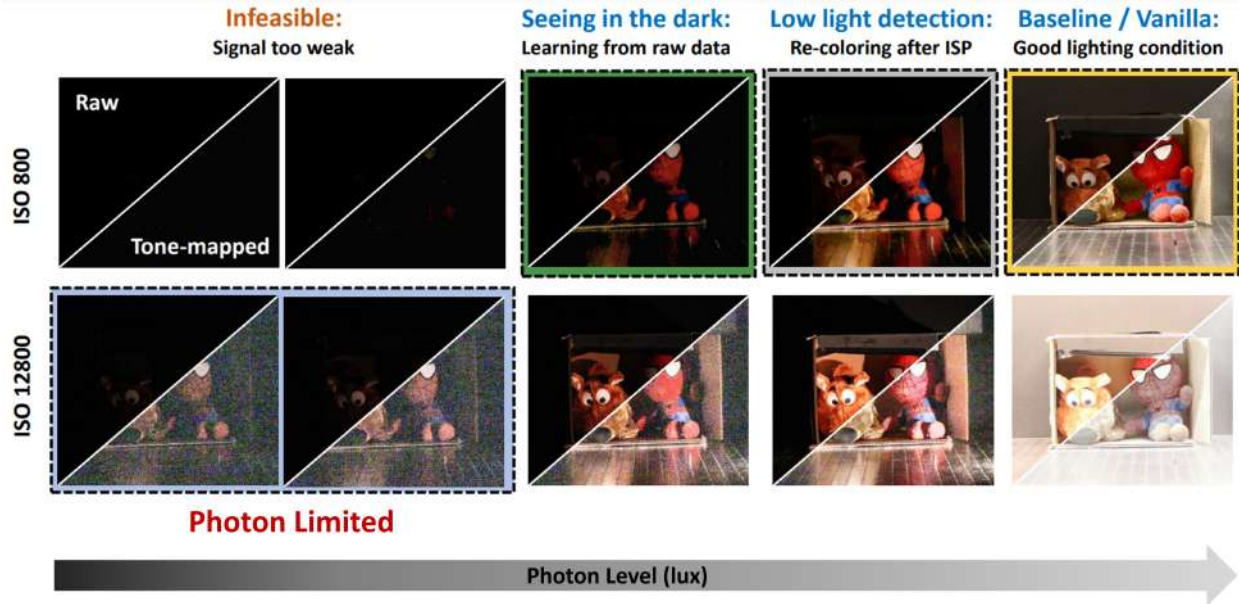 Infeasible:
Signal too weak
Seeing in the dark:
Learning from raw data
Low light detection:
Re-coloring after ISP
Baseline / Vanilla:
Good lighting condition
ISO 800
Raw
Tone-mapped
ISO 12800
Photon Limited
Photon Level (lux)